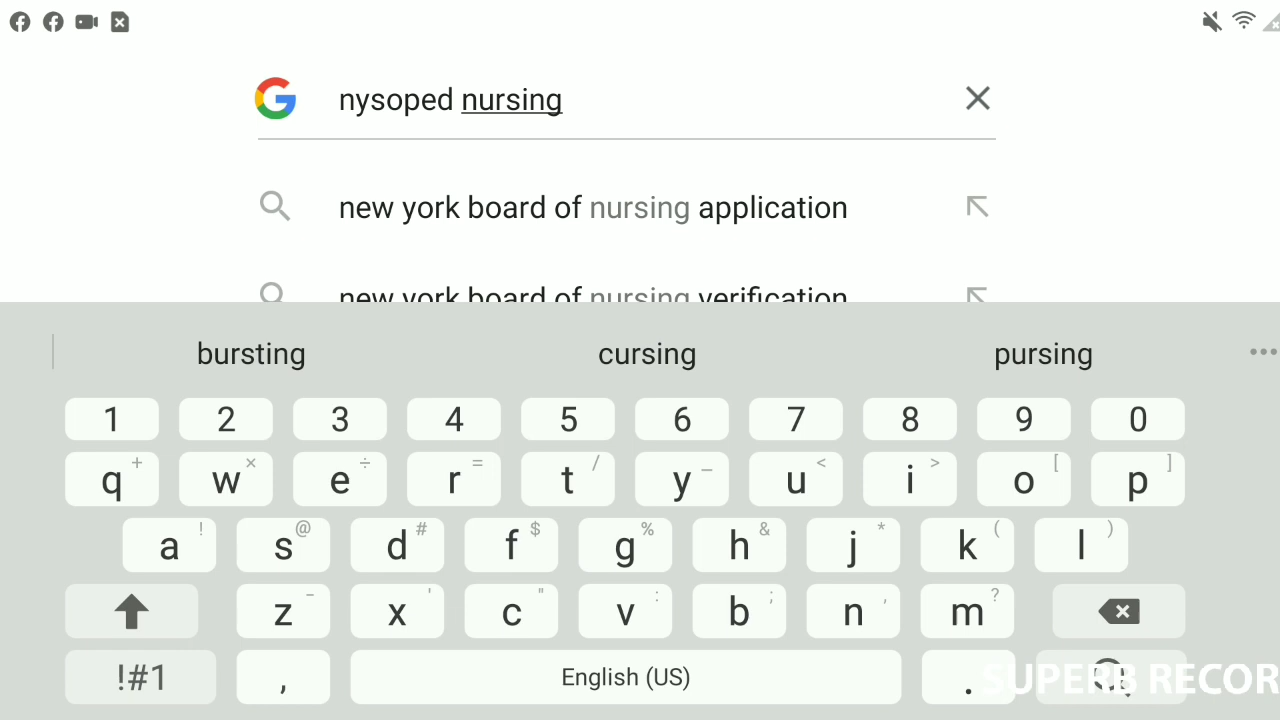 nysoped nursing
new york board of nursing application
new york board of nursing verification
bursting cursing pursing
1 2 3 4 5 6 7 8 9 0
q + w × e ÷ r = t / y _ u < i > o [ p ]
a ! s @ d # f $ g % h & j * k ( l )
z - x ' c " v : b ; n , m ?
!#1 , English (US) .
SUPERB RECOR